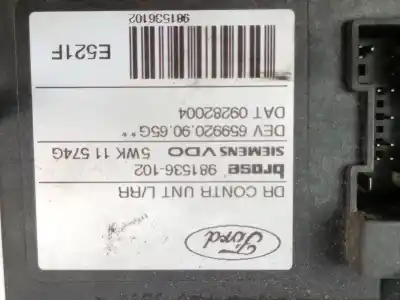 Ford
DR CONTR UNT L/RR
brose 981536-102
SIEMENS VDO 5WK 11 574G
DEV 659920.90.65G**
DAT 09282004
E521F
981536102